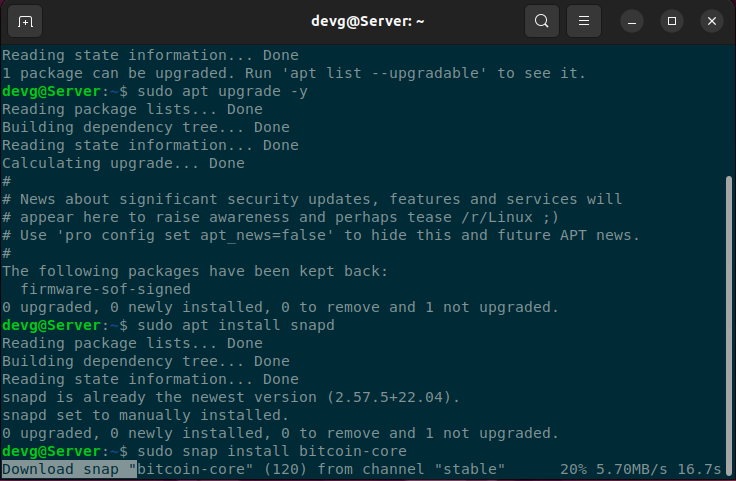 devg@Server: ~
Reading state information... Done
1 package can be upgraded. Run 'apt list --upgradable' to see it.
devg@Server:~$ sudo apt upgrade -y
Reading package lists... Done
Building dependency tree... Done
Reading state information... Done
Calculating upgrade... Done
#
# News about significant security updates, features and services will
# appear here to raise awareness and perhaps tease /r/Linux ;)
# Use 'pro config set apt_news=false' to hide this and future APT news.
#
The following packages have been kept back:
  firmware-sof-signed
0 upgraded, 0 newly installed, 0 to remove and 1 not upgraded.
devg@Server:~$ sudo apt install snapd
Reading package lists... Done
Building dependency tree... Done
Reading state information... Done
snapd is already the newest version (2.57.5+22.04).
snapd set to manually installed.
0 upgraded, 0 newly installed, 0 to remove and 1 not upgraded.
devg@Server:~$ sudo snap install bitcoin-core
Download snap "bitcoin-core" (120) from channel "stable"      20% 5.70MB/s 16.7s